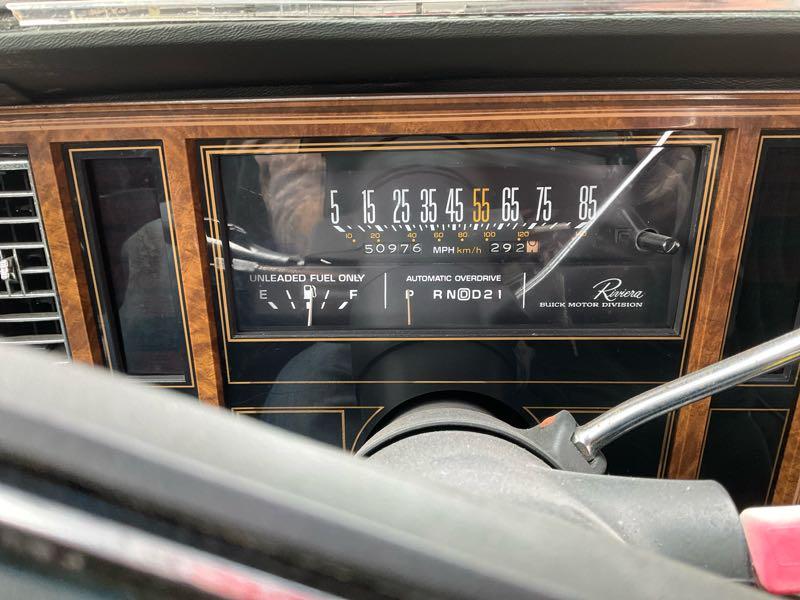 5 15 25 35 45 55 65 75 85
10 20 40 60 80 100 120
50976 MPH km/h 292
UNLEADED FUEL ONLY
E F
AUTOMATIC OVERDRIVE
P R N D D 2 1
Riviera
BUICK MOTOR DIVISION